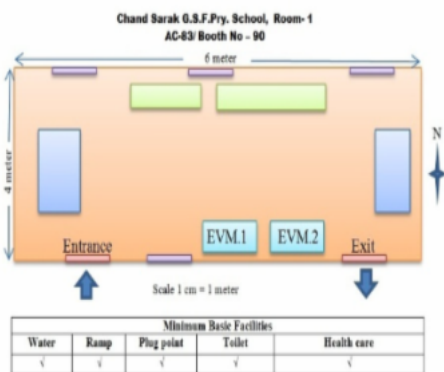 Chand Sarak G.S.F.Pry. School, Room- 1
AC-83/ Booth No – 90
6 meter
4 meter
N
EVM.1 EVM.2
Entrance Exit
Scale 1 cm = 1 meter
Minimum Basic Facilities
Water Ramp Plug point Toilet Health care
√ √ √ √ √